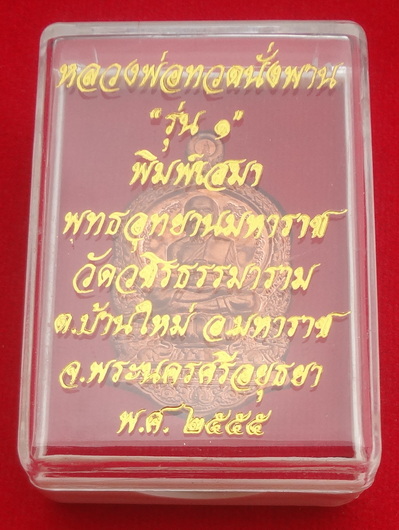 หลวงพ่อทวดนั่งพาน
"รุ่น ๑"
พิมพ์เสมา
พุทธอุทยานมหาราช
วัดวชิรธรรมาราม
ต.บ้านใหม่ อ.มหาราช
จ.พระนครศรีอยุธยา
พ.ศ. ๒๕๕๕